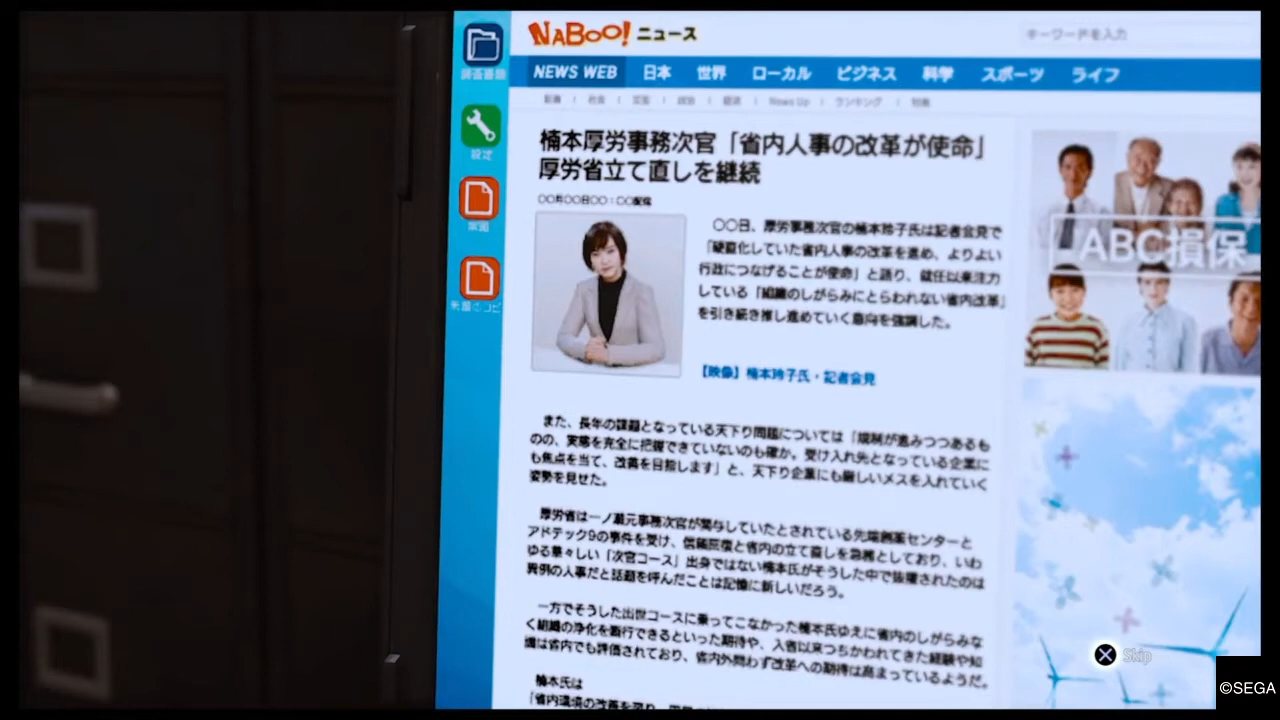 NABOO! ニュース
キーワードを入力
NEWS WEB 日本 世界 ローカル ビジネス 科学 スポーツ ライフ
News Up ランキング 特集
設定
楠本厚労事務次官「省内人事の改革が使命」
厚労省立て直しを継続
〇〇年〇〇日〇〇：〇〇配信
〇〇日、厚労事務次官の楠本玲子氏は記者会見で
「硬直化していた省内人事の改革を進め、よりよい
行政につなげることが使命」と語り、就任以来注力
している「組織のしがらみにとらわれない省内改革」
を引き続き推し進めていく意向を強調した。
【映像】楠本玲子氏・記者会見
また、長年の課題となっている天下り問題については「規制が進みつつあるも
のの、実態を完全に把握できていないのも確か。受け入れ先となっている企業に
も焦点を当て、改善を目指します」と、天下り企業にも厳しいメスを入れていく
姿勢を見せた。
厚労省は一ノ瀬元事務次官が関与していたとされている先端創薬センターと
アドデック9の事件を受け、信頼回復と省内の立て直しを急務としており、いわ
ゆる華々しい「次官コース」出身ではない楠本氏がそうした中で抜擢されたのは
異例の人事だと話題を呼んだことは記憶に新しいだろう。
一方でそうした出世コースに乗ってこなかった楠本氏ゆえに省内のしがらみな
く組織の浄化を断行できるといった期待や、入省以来つちかわれてきた経験や知
識は省内でも評価されており、省内外問わず改革への期待は高まっているようだ。
楠本氏は
ABC損保
Skip
©SEGA